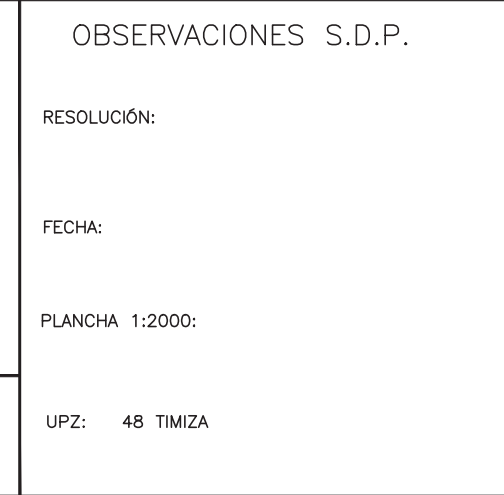 OBSERVACIONES S.D.P.
RESOLUCIÓN:
FECHA:
PLANCHA 1:2000:
UPZ: 48 TIMIZA